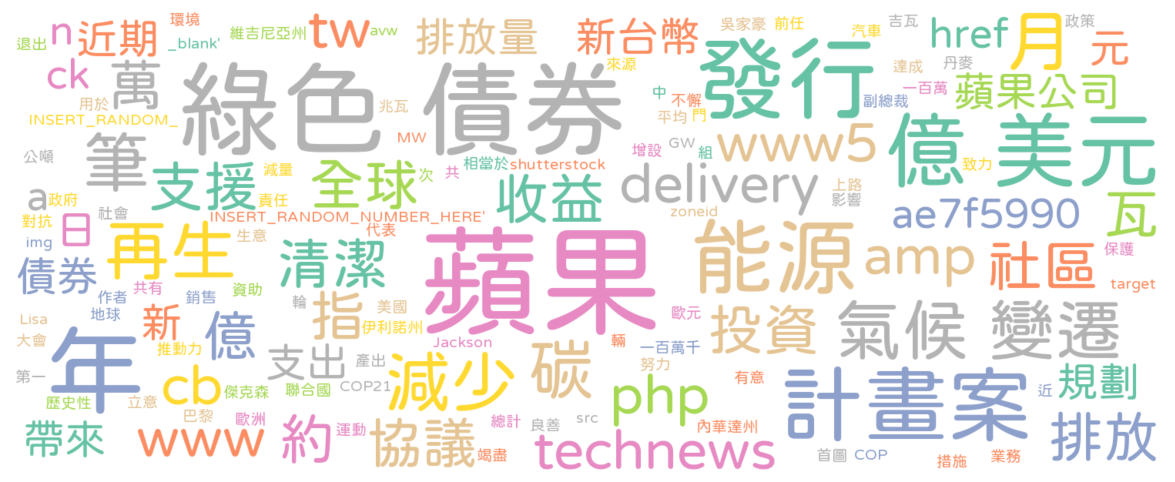 退出
n
近期
環境
_blank'
維吉尼亞州
tw
avw
排放量
新台幣
來源
吳家豪
前任
汽車
href
月
政策
元
吉瓦
丹麥
達成
蘋果公司
ck
萬
用於
INSERT_RANDOM_
綠色 債券
兆瓦
MW
發行
中
不懈
平均
門
一百萬
副總裁
億 美元
公噸
筆
支援
減量
全球
次
共
相當於
shutterstock
增設
GW
組
www5
致力
a
政府
社會
責任
收益
delivery
上路
影響
瓦
對抗
日
INSERT_RANDOM_NUMBER_HERE'
代表
zoneid
ae7f5990
img
再生
生意
清潔
蘋果
能源
amp
社區
保護
target
債券
作者
共有
銷售
資助
輪
指
美國
歐元
地球
Lisa
大會
新
億
伊利諾州
投資
氣候 變遷
年
推動力
支出
產出
Jackson
輛
一百萬千
努力
第一
cb
傑克森
聯合國
COP21
減少
碳
php
有意
計畫案
近
規劃
歷史性
立意
巴黎
歐洲
帶來
www
約
運動
協議
總計
竭盡
良善
src
technews
內華達州
首圖
COP
措施
業務
排放